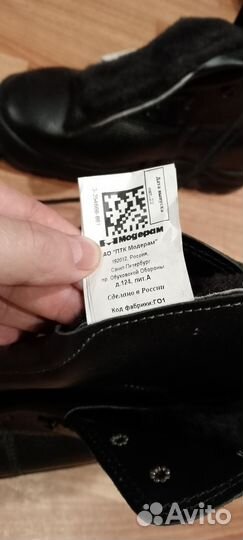 Дата выпуска
Модерам
АО "ПТК Модерам"
192012, Россия,
Санкт-Петербург
пр. Обуховской Обороны,
д.124, лит.А
Сделано в России
Код фабрики:ГО1
Avito